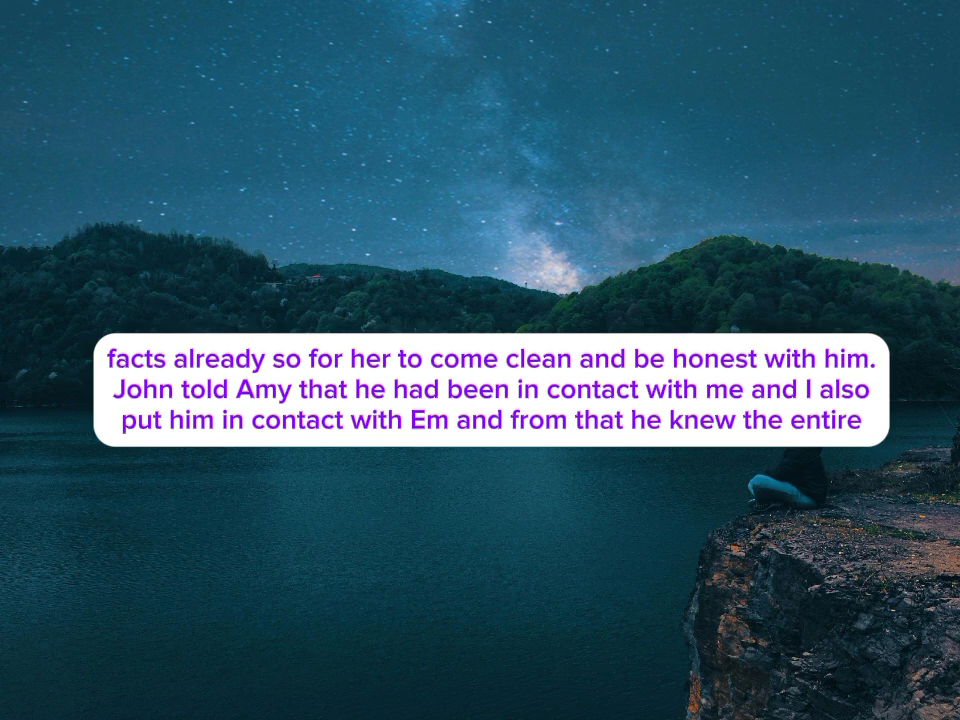 facts already so for her to come clean and be honest with him.
John told Amy that he had been in contact with me and I also
put him in contact with Em and from that he knew the entire